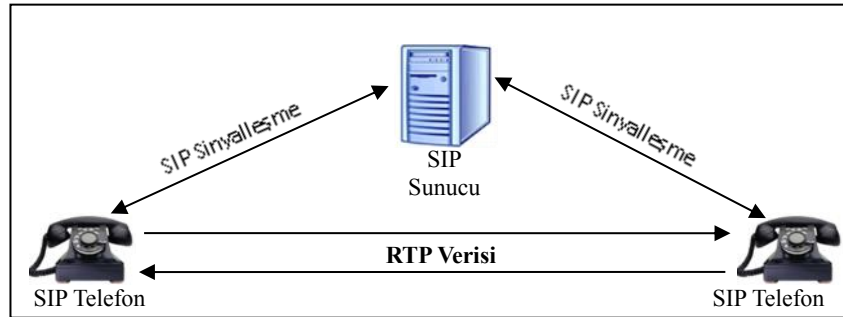 SIP Sinyalleşme
SIP Sinyalleşme
SIP
Sunucu
RTP Verisi
SIP Telefon
SIP Telefon